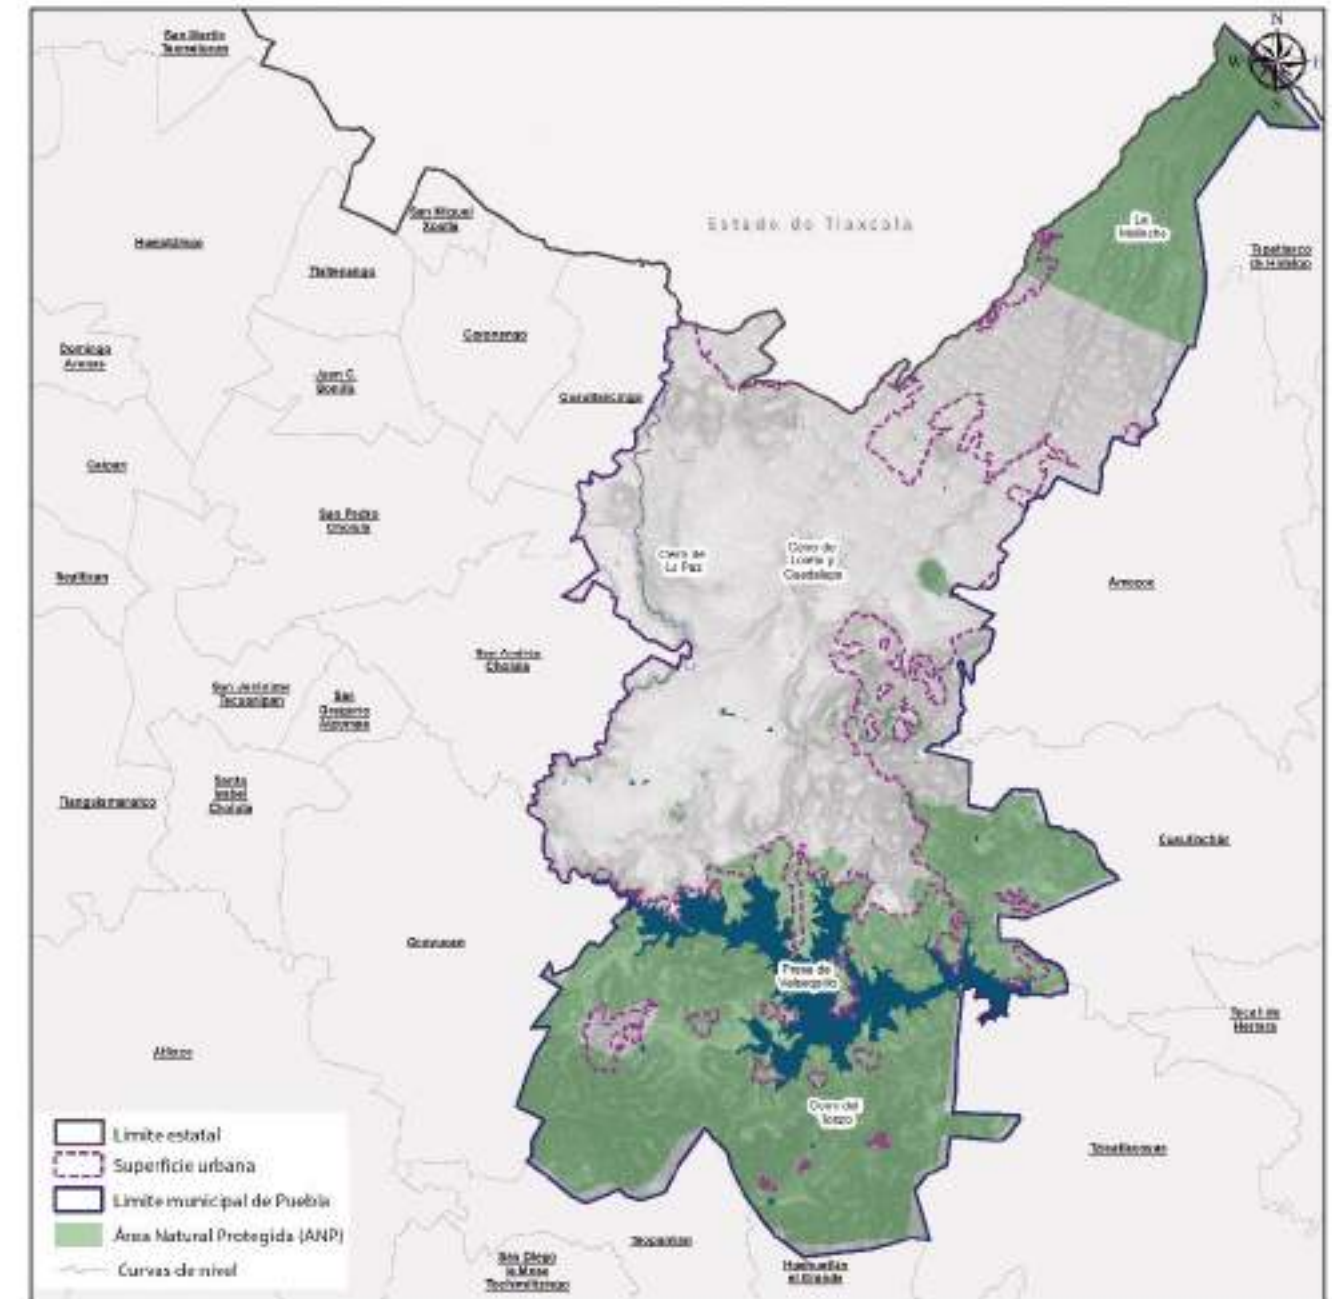 San Martín
Texmelucan
N
W
E
S
Estado de Tlaxcala
San Miguel
Xoxtla
La
Malinche
Huejotzingo
Tlaltenango
Tepatlaxco
de Hidalgo
Coronango
Domingo
Arenas
Juan C.
Bonilla
Cuautlancingo
Calpan
San Pedro
Cholula
Cerro de
La Paz
Cerro de
Loreto y
Guadalupe
Amozoc
San Andrés
Cholula
San Jerónimo
Tecuanipan
San
Gregorio
Atzompa
Santa
Isabel
Cholula
Tianguismanalco
Cuautinchán
Ocoyucan
Presa de
Valsequillo
Tecali de
Herrera
Atlixco
Cerro del
Tenzo
Límite estatal
Superficie urbana
Límite municipal de Puebla
Área Natural Protegida (ANP)
Curvas de nivel
Teopantlán
San Diego
la Mesa
Tochimiltzingo
Huehuetlán
el Grande